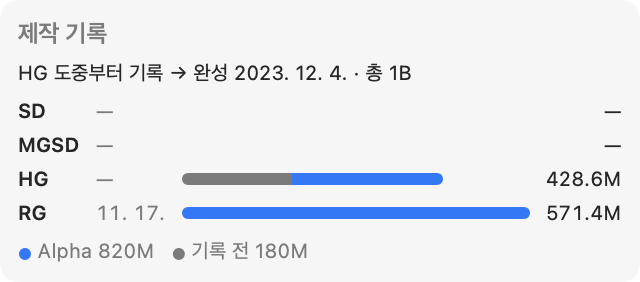 제작 기록
HG 도중부터 기록 → 완성 2023. 12. 4. · 총 1B
SD — —
MGSD — —
HG — 428.6M
RG 11. 17. 571.4M
Alpha 820M 기록 전 180M